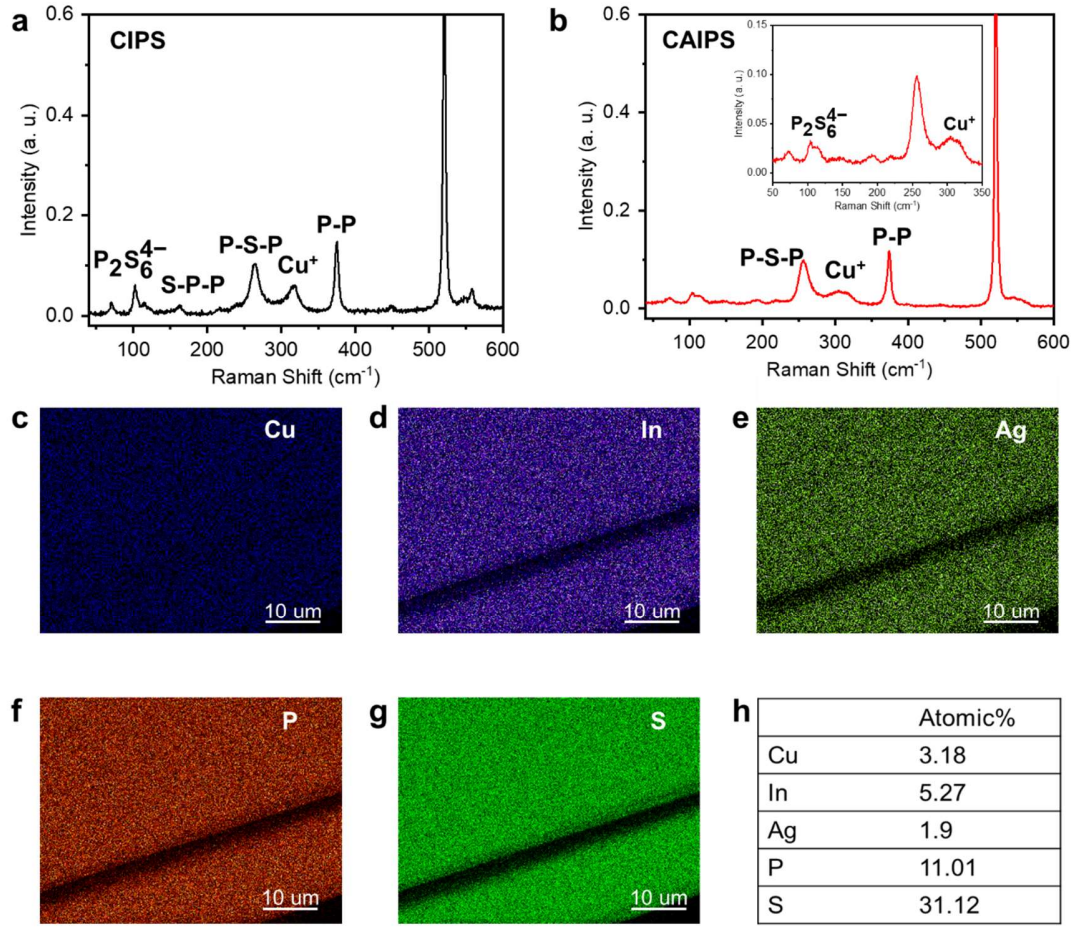 a
CIPS
Intensity (a. u.)
0.6
0.4
0.2
0.0
P₂S₆⁴⁻
S-P-P
P-S-P
Cu⁺
P-P
100 200 300 400 500 600
Raman Shift (cm⁻¹)
b
CAIPS
Intensity (a. u.)
0.6
0.4
0.2
0.0
P-S-P
Cu⁺
P-P
100 200 300 400 500 600
Raman Shift (cm⁻¹)
Intensity (a. u.)
0.15
0.10
0.05
0.00
P₂S₆⁴⁻
Cu⁺
50 100 150 200 250 300 350
Raman Shift (cm⁻¹)
c
Cu
10 um
d
In
10 um
e
Ag
10 um
f
P
10 um
g
S
10 um
h
Atomic%
Cu 3.18
In 5.27
Ag 1.9
P 11.01
S 31.12